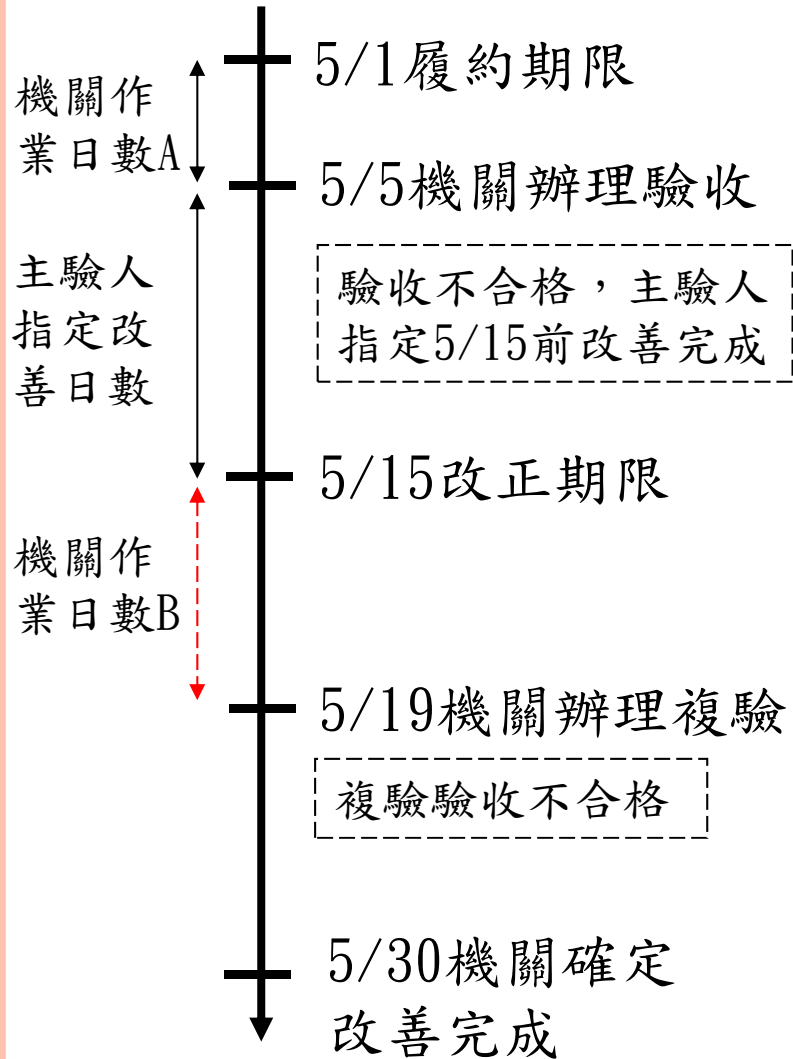 5/1履約期限
機關作
業日數A
5/5機關辦理驗收
驗收不合格，主驗人
指定5/15前改善完成
主驗人
指定改
善日數
5/15改正期限
機關作
業日數B
5/19機關辦理複驗
複驗驗收不合格
5/30機關確定
改善完成